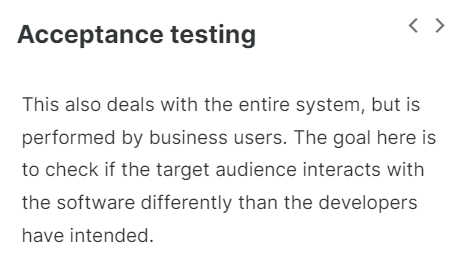 Acceptance testing
This also deals with the entire system, but is
performed by business users. The goal here is
to check if the target audience interacts with
the software differently than the developers
have intended.